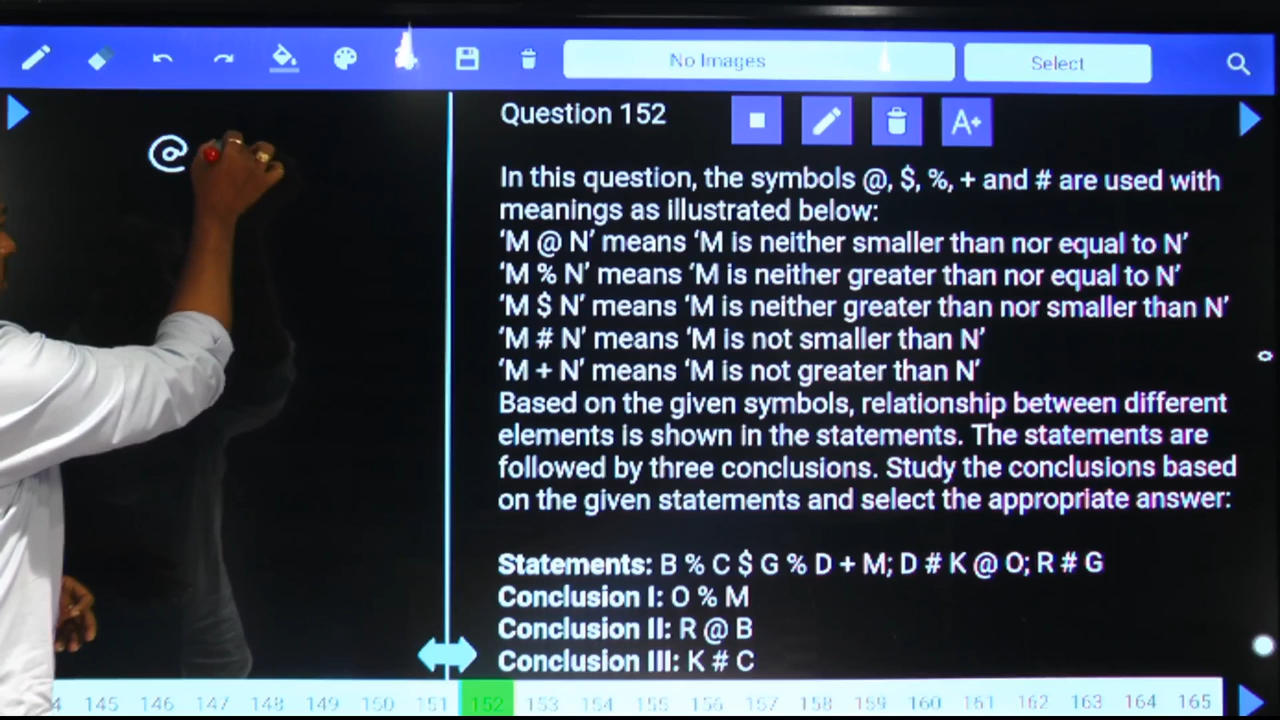 No Images
Select
@
Question 152
A+
In this question, the symbols @, $, %, + and # are used with
meanings as illustrated below:
‘M @ N’ means ‘M is neither smaller than nor equal to N’
‘M % N’ means ‘M is neither greater than nor equal to N’
‘M $ N’ means ‘M is neither greater than nor smaller than N’
‘M # N’ means ‘M is not smaller than N’
‘M + N’ means ‘M is not greater than N’
Based on the given symbols, relationship between different
elements is shown in the statements. The statements are
followed by three conclusions. Study the conclusions based
on the given statements and select the appropriate answer:
Statements: B % C $ G % D + M; D # K @ O; R # G
Conclusion I: O % M
Conclusion II: R @ B
Conclusion III: K # C
4 145 146 147 148 149 150 151 152 153 154 155 156 157 158 159 160 161 162 163 164 165